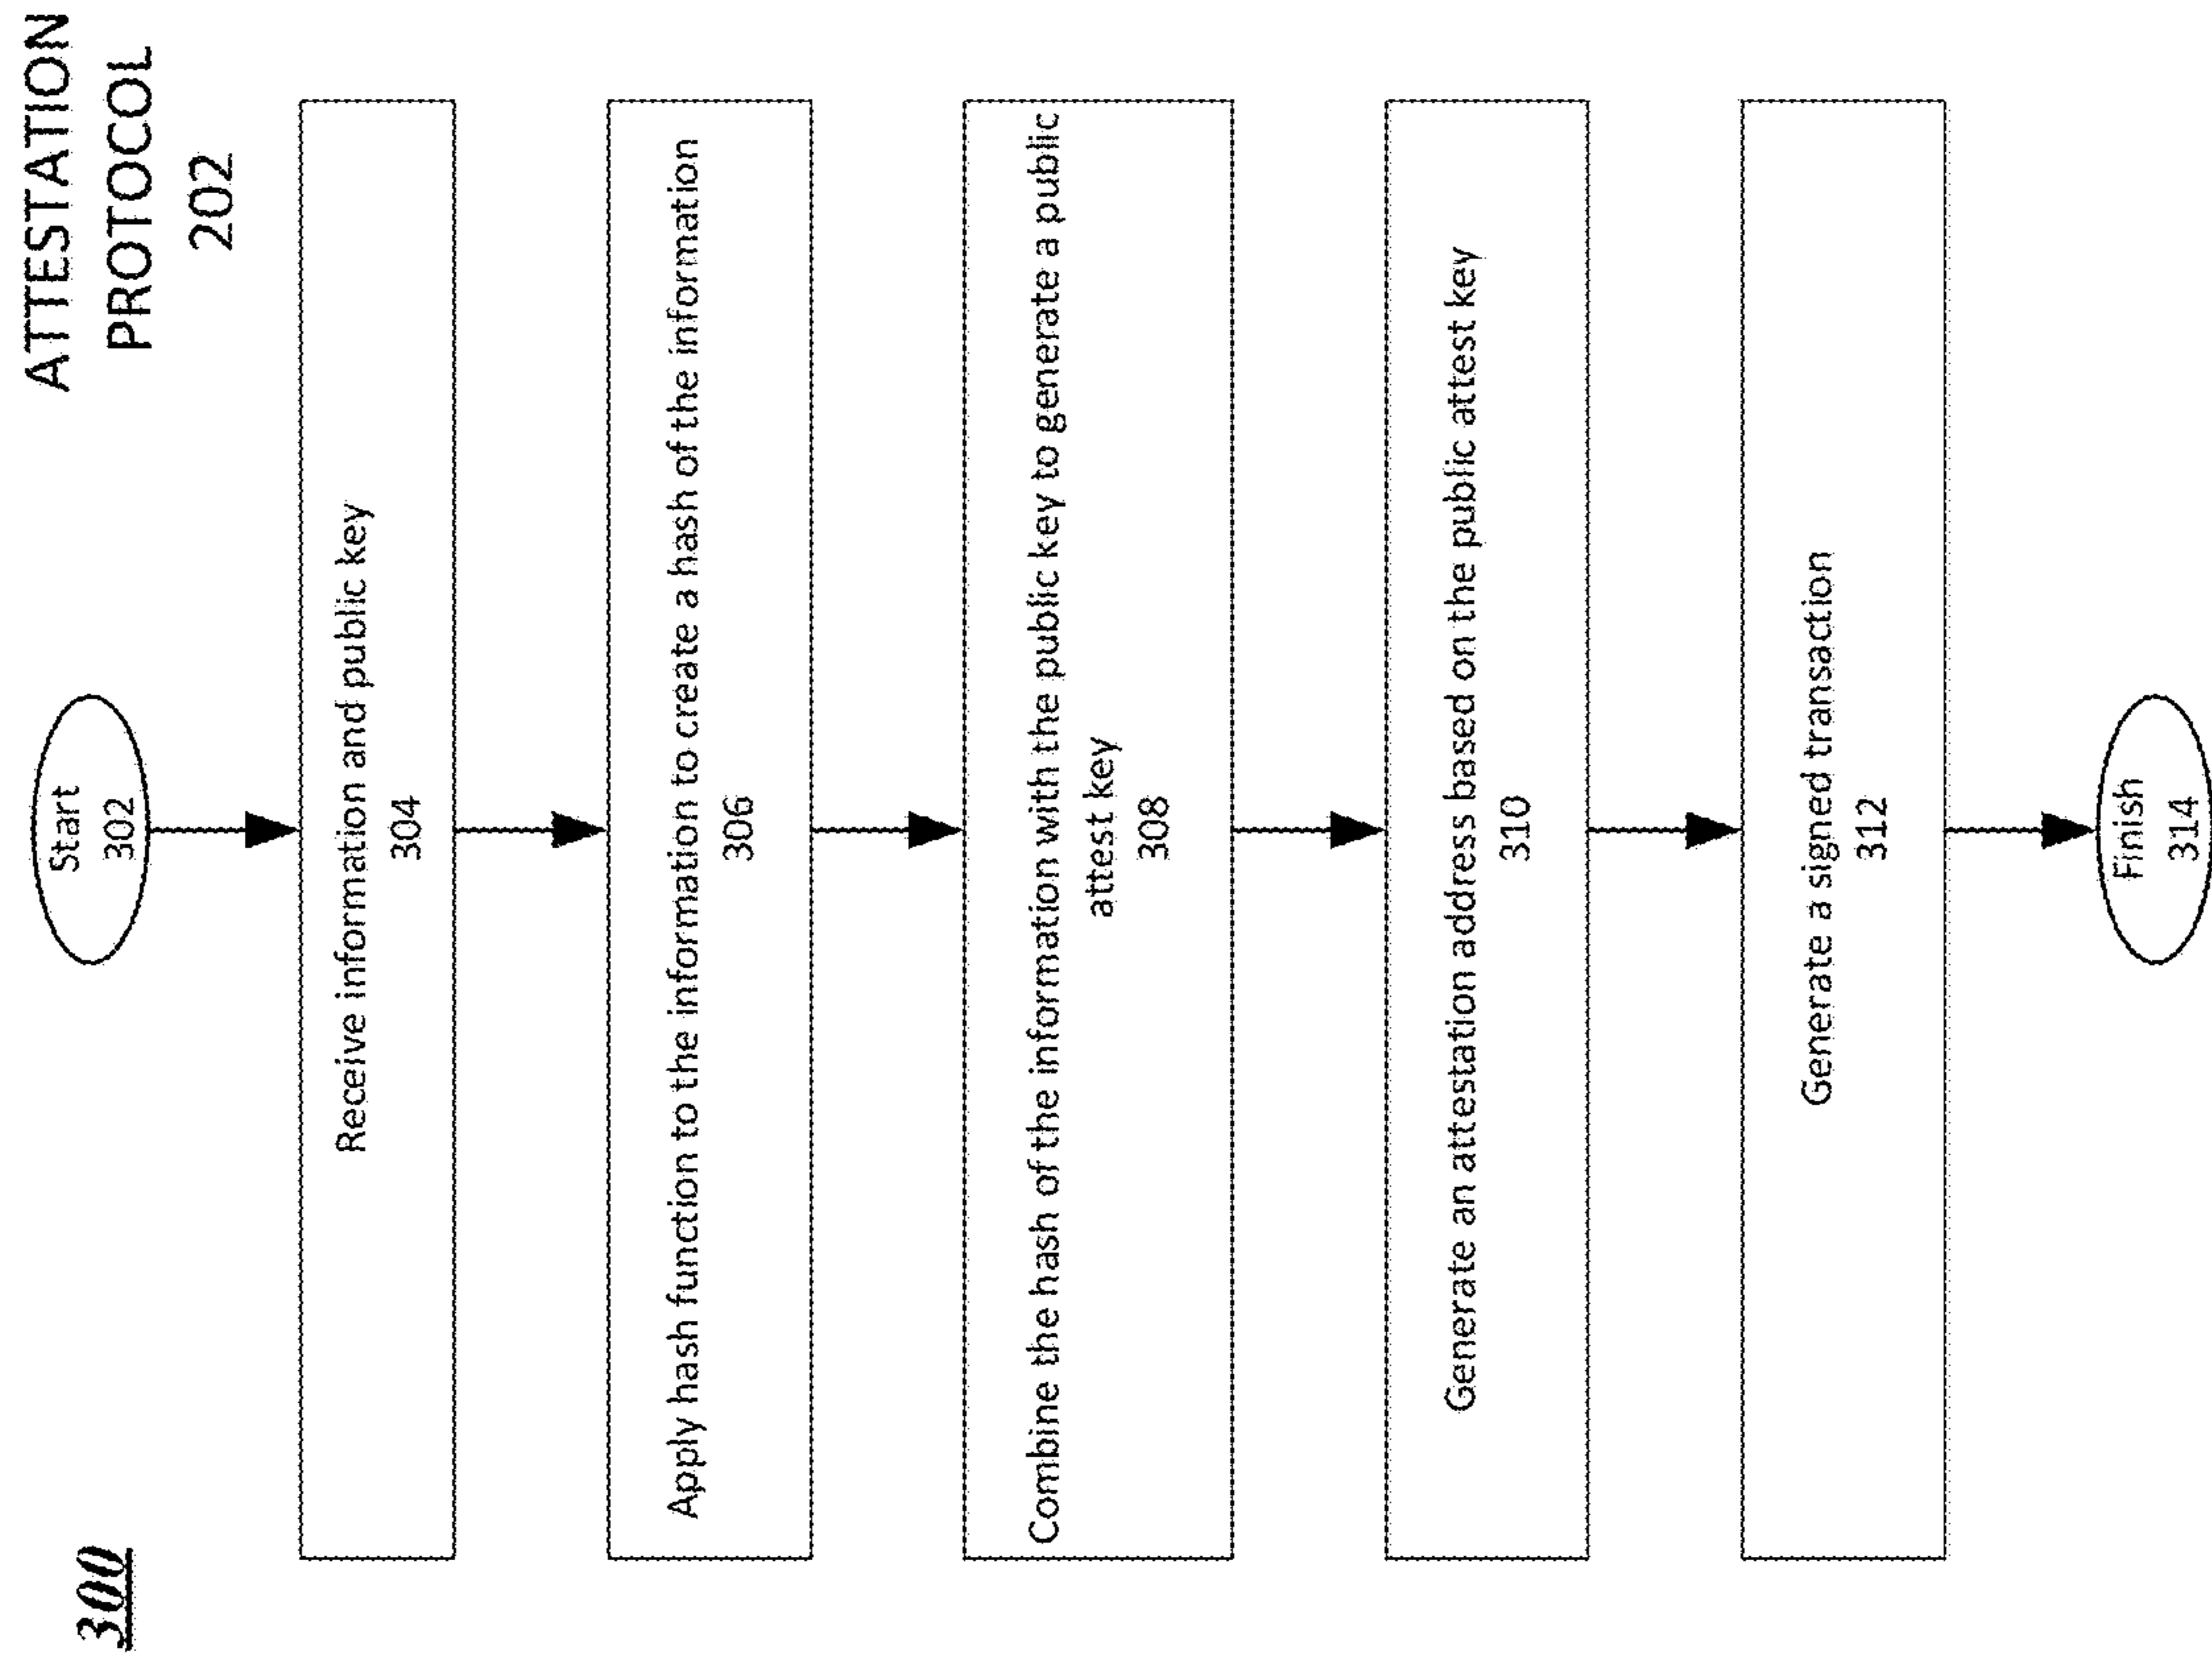 300
ATTESTATION
PROTOCOL
202
Start
302
Receive information and public key
304
Apply hash function to the information to create a hash of the information
306
Combine the hash of the information with the public key to generate a public
attest key
308
Generate an attestation address based on the public attest key
310
Generate a signed transaction
312
Finish
314